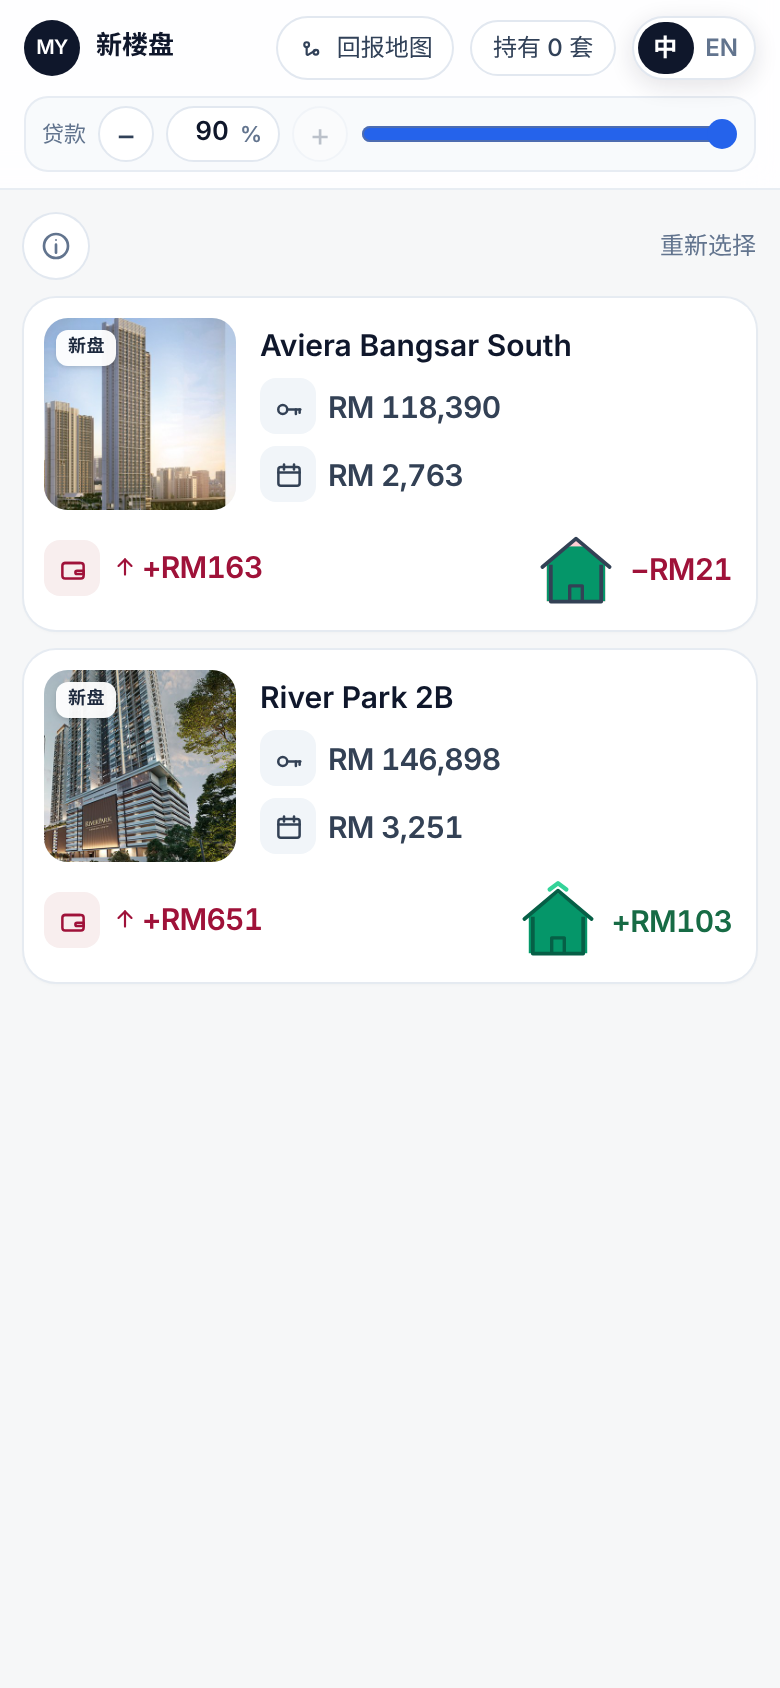 MY 新楼盘 回报地图 持有 0 套 中 EN
贷款 − 90 % +
重新选择
新盘
Aviera Bangsar South
RM 118,390
RM 2,763
↑ +RM163
−RM21
新盘
RIVER PARK
River Park 2B
RM 146,898
RM 3,251
↑ +RM651
+RM103